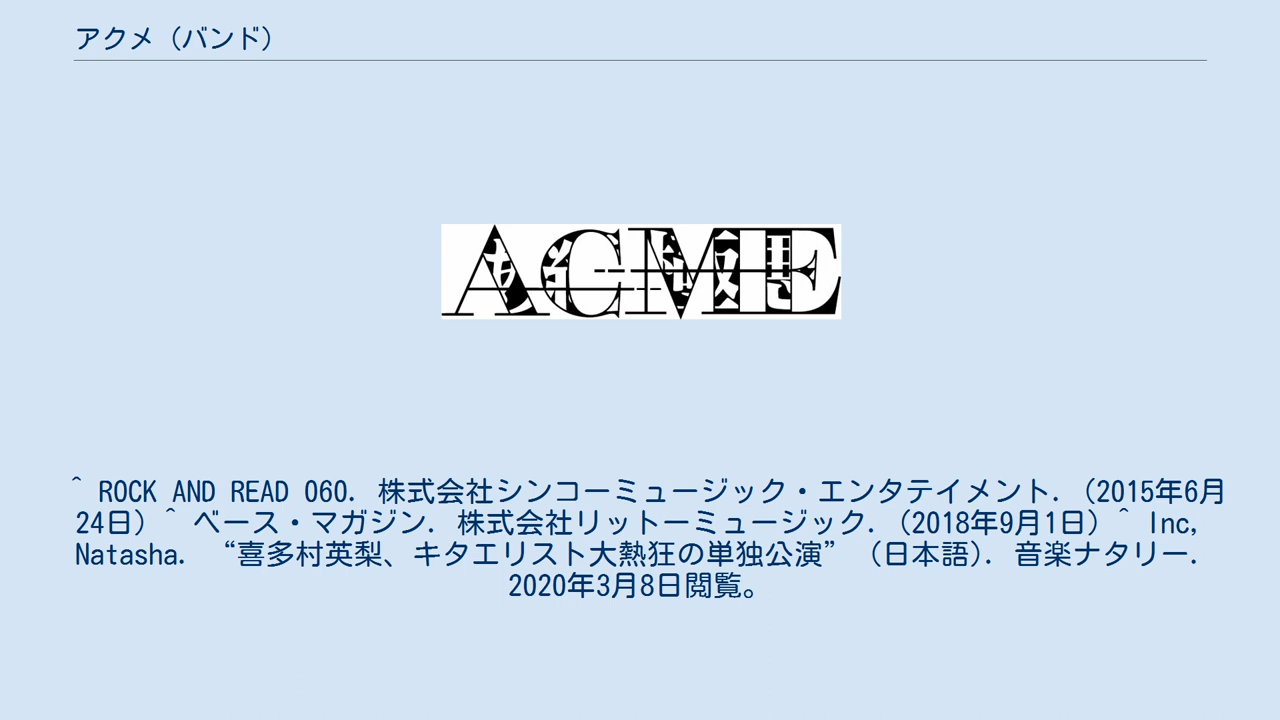 アクメ（バンド）
ACME
^ ROCK AND READ 060. 株式会社シンコーミュージック・エンタテイメント. （2015年6月
24日）^ ベース・マガジン. 株式会社リットーミュージック. （2018年9月1日）^ Inc,
Natasha. “喜多村英梨、キタエリスト大熱狂の単独公演” （日本語). 音楽ナタリー.
2020年3月8日閲覧。